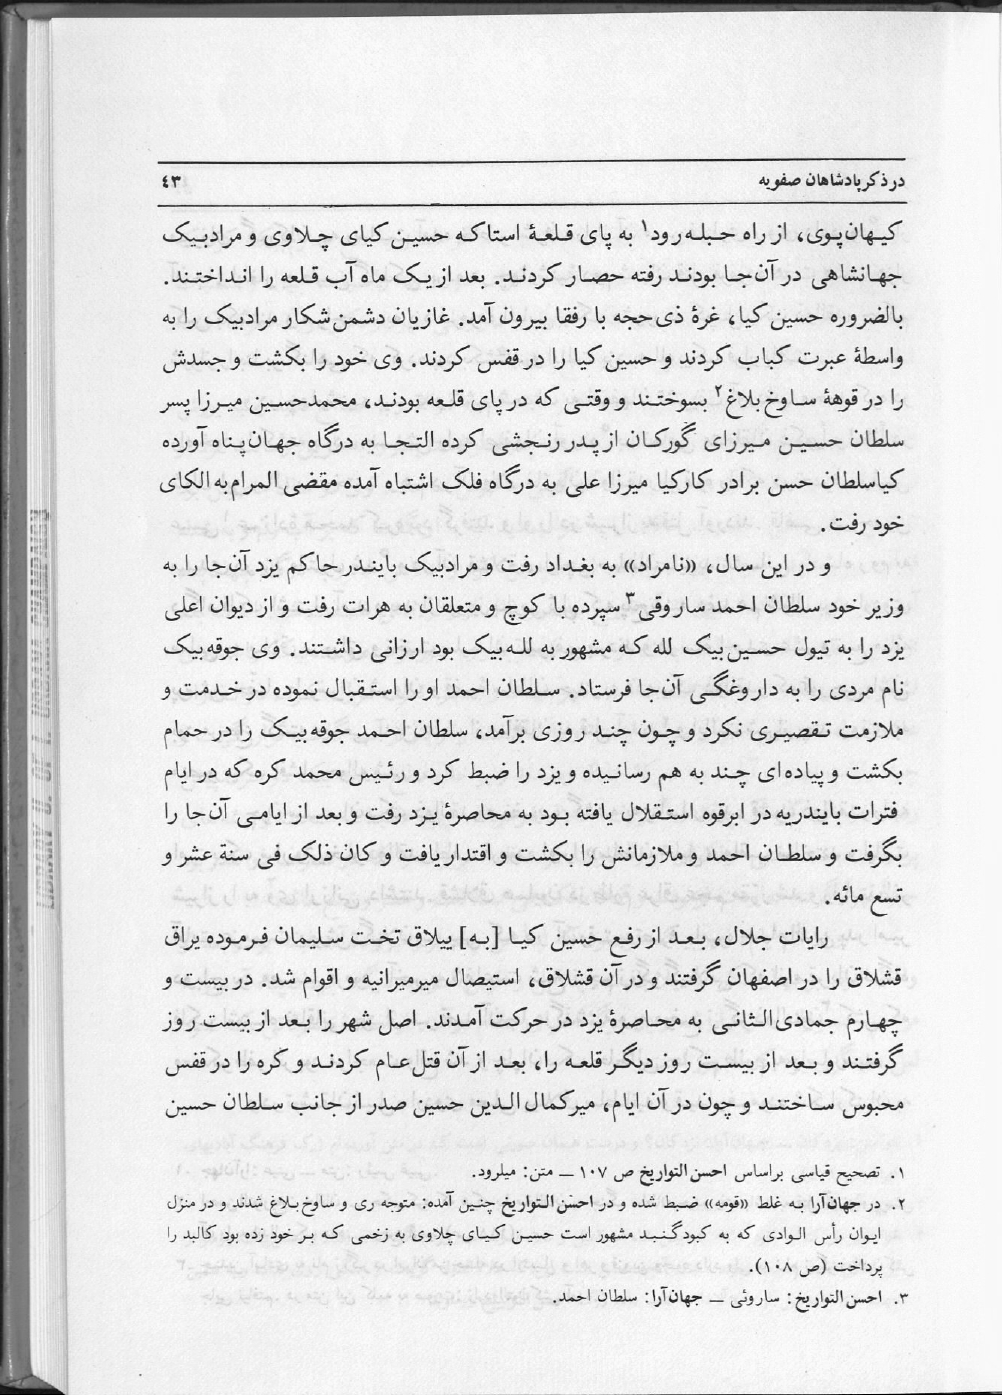 در ذکر پادشاهان صفویه ٤٣
کیهان‌پوی، از راه حبله‌رود۱ به پای قلعهٔ استا که حسین کیای چلاوی و مرادبیک
جهانشاهی در آن‌جا بودند رفته حصار کردند. بعد از یک ماه آب قلعه را انداختند.
بالضروره حسین کیا، غرهٔ ذی‌حجه با رفقا بیرون آمد. غازیان دشمن‌شکار مرادبیک را به
واسطهٔ عبرت کباب کردند و حسین کیا را در قفس کردند. وی خود را بکشت و جسدش
را در قوههٔ ساوخ‌بلاغ۲ بسوختند و وقتی که در پای قلعه بودند، محمدحسین میرزا پسر
سلطان حسین میرزای گورکان از پدر رنجشی کرده التجا به درگاه جهان‌پناه آورده
کیاسلطان حسن برادر کارکیا میرزا علی به درگاه فلک اشتباه آمده مقضی المرام به الکای
خود رفت.
و در این سال، «نامراد» به بغداد رفت و مرادبیک بایندر حاکم یزد آن‌جا را به
وزیر خود سلطان احمد ساروقی۳ سپرده با کوچ و متعلقان به هرات رفت و از دیوان اعلی
یزد را به تیول حسین‌بیک لله که مشهور به لله‌بیک بود ارزانی داشتند. وی جوقه‌بیک
نام مردی را به داروغگی آن‌جا فرستاد. سلطان احمد او را استقبال نموده در خدمت و
ملازمت تقصیری نکرد و چون چند روزی برآمد، سلطان احمد جوقه‌بیک را در حمام
بکشت و پیاده‌ای چند به هم رسانیده و یزد را ضبط کرد و رئیس محمد کره که در ایام
فترات بایندریه در ابرقوه استقلال یافته بود به محاصرهٔ یزد رفت و بعد از ایامی آن‌جا را
بگرفت و سلطان احمد و ملازمانش را بکشت و اقتدار یافت و کان ذلک فی سنة عشر و
تسع مائه.
رایات جلال، بعد از رفع حسین کیا [به] ییلاق تخت سلیمان فرموده یراق
قشلاق را در اصفهان گرفتند و در آن قشلاق، استیصال میرمیرانیه و اقوام شد. در بیست و
چهارم جمادی‌الثانی به محاصرهٔ یزد در حرکت آمدند. اصل شهر را بعد از بیست روز
گرفتند و بعد از بیست روز دیگر قلعه را، بعد از آن قتل‌عام کردند و کره را در قفس
محبوس ساختند و چون در آن ایام، میرکمال‌الدین حسین صدر از جانب سلطان حسین
۱. تصحیح قیاسی براساس احسن التواریخ ص ۱۰۷ — متن: میلرود.
۲. در جهان‌آرا به غلط «قومه» ضبط شده و در احسن التواریخ چنین آمده: متوجه ری و ساوخ‌بلاغ شدند و در منزل
ایوان رأس الوادی که به کبودگنبد مشهور است حسین کیای چلاوی به زخمی که بر خود زده بود کالبد را
پرداخت (ص ۱۰۸).
۳. احسن التواریخ: ساروئی — جهان‌آرا: سلطان احمد.